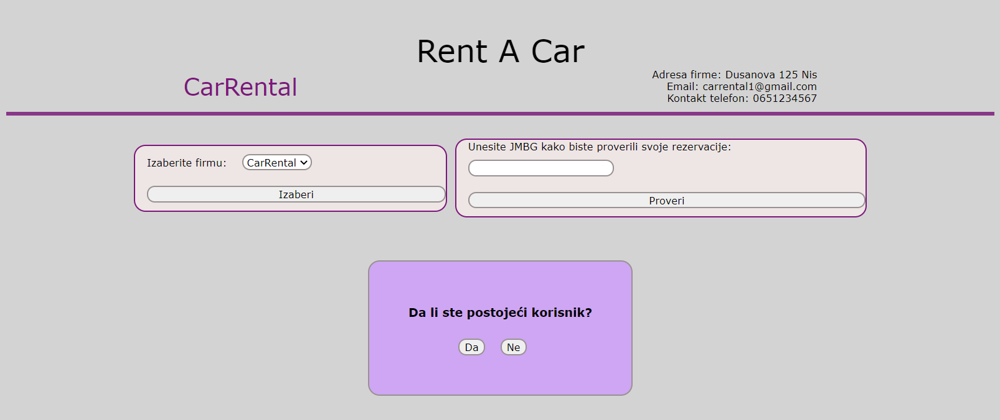 Rent A Car
CarRental
Adresa firme: Dusanova 125 Nis
Email: carrental1@gmail.com
Kontakt telefon: 0651234567
Izaberite firmu: CarRental
Izaberi
Unesite JMBG kako biste proverili svoje rezervacije:
Proveri
Da li ste postojeći korisnik?
Da Ne